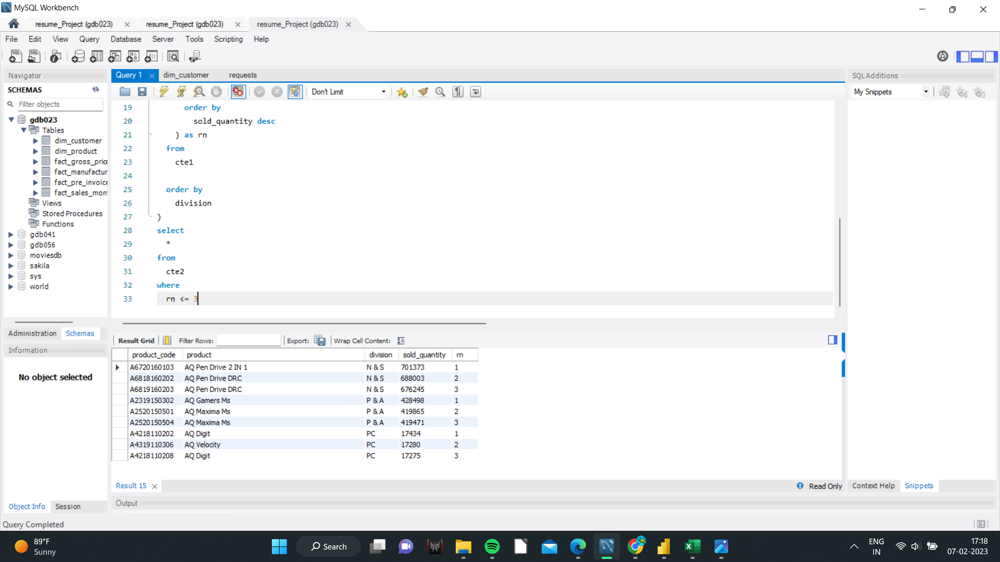 MySQL Workbench
resume_Project (gdb023)
resume_Project (gdb023)
resume_Project (gdb023)
File Edit View Query Database Server Tools Scripting Help
Navigator
SCHEMAS
Filter objects
gdb023
Tables
dim_customer
dim_product
fact_gross_price
fact_manufactur
fact_pre_invoice
fact_sales_mon
Views
Stored Procedures
Functions
gdb041
gdb056
moviesdb
sakila
sys
world
Administration Schemas
Information
No object selected
Object Info Session
Query 1 dim_customer requests
Don't Limit
19 order by
20 sold_quantity desc
21 ) as rn
22 from
23 cte1
24
25 order by
26 division
27 )
28 select
29 *
30 from
31 cte2
32 where
33 rn <= 3
Result Grid Filter Rows: Export: Wrap Cell Content:
product_code product division sold_quantity rn
A6720160103 AQ Pen Drive 2 IN 1 N & S 701373 1
A6818160202 AQ Pen Drive DRC N & S 688003 2
A6819160203 AQ Pen Drive DRC N & S 676245 3
A2319150302 AQ Gamers Ms P & A 428498 1
A2520150501 AQ Maxima Ms P & A 419865 2
A2520150504 AQ Maxima Ms P & A 419471 3
A4218110202 AQ Digit PC 17434 1
A4319110306 AQ Velocity PC 17280 2
A4218110208 AQ Digit PC 17275 3
Result 15
Read Only
Output
SQLAdditions
My Snippets
Context Help Snippets
Query Completed
89°F
Sunny
Search
ENG
IN
17:18
07-02-2023